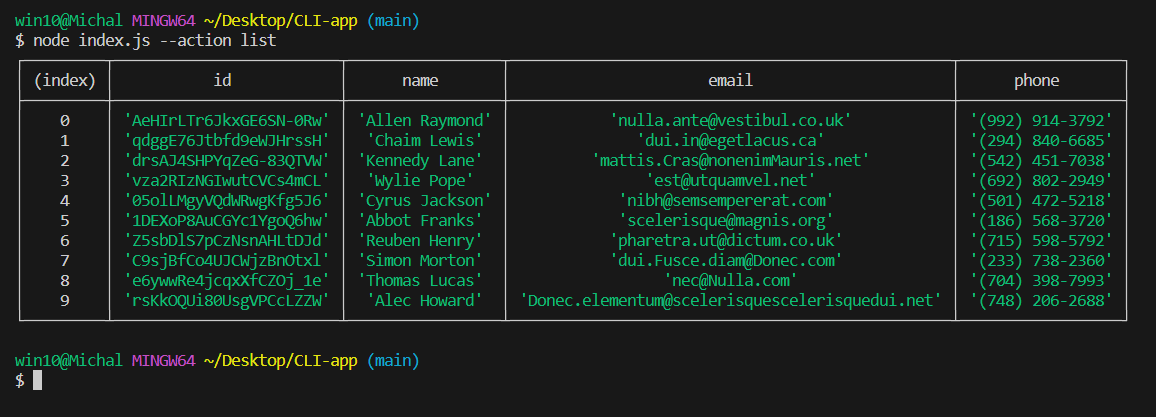 win10@Michal MINGW64 ~/Desktop/CLI-app (main)
$ node index.js --action list
(index) id name email phone
0 'AeHIrLTr6JkxGE6SN-0Rw' 'Allen Raymond' 'nulla.ante@vestibul.co.uk' '(992) 914-3792'
1 'qdggE76Jtbfd9eWJHrssH' 'Chaim Lewis' 'dui.in@egetlacus.ca' '(294) 840-6685'
2 'drsAJ4SHPYqZeG-83QTVW' 'Kennedy Lane' 'mattis.Cras@nonenimMauris.net' '(542) 451-7038'
3 'vza2RIzNGIwutCVCs4mCL' 'Wylie Pope' 'est@utquamvel.net' '(692) 802-2949'
4 '05olLMgyVQdWRwgKfg5J6' 'Cyrus Jackson' 'nibh@semsempererat.com' '(501) 472-5218'
5 '1DEXoP8AuCGYc1YgoQ6hw' 'Abbot Franks' 'scelerisque@magnis.org' '(186) 568-3720'
6 'Z5sbDlS7pCzNsnAHLtDJd' 'Reuben Henry' 'pharetra.ut@dictum.co.uk' '(715) 598-5792'
7 'C9sjBfCo4UJCWjzBnOtxl' 'Simon Morton' 'dui.Fusce.diam@Donec.com' '(233) 738-2360'
8 'e6ywwRe4jcqxXfCZOj_1e' 'Thomas Lucas' 'nec@Nulla.com' '(704) 398-7993'
9 'rsKkOQUi80UsgVPCcLZZW' 'Alec Howard' 'Donec.elementum@scelerisquescelerisquedui.net' '(748) 206-2688'
win10@Michal MINGW64 ~/Desktop/CLI-app (main)
$